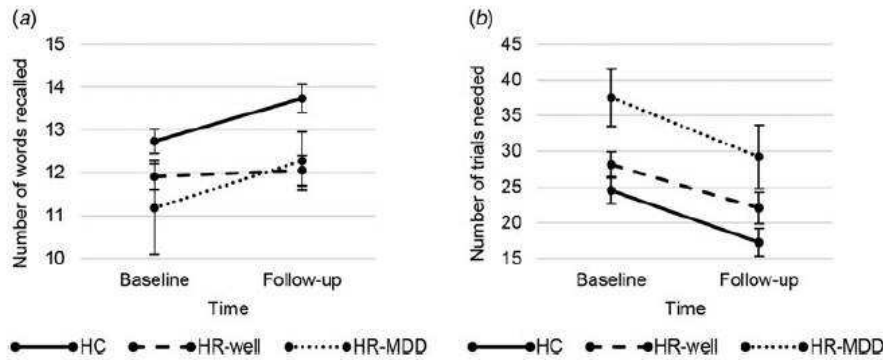 (a)
Number of words recalled
15
14
13
12
11
10
Baseline Follow-up
Time
HC HR-well HR-MDD
(b)
Number of trials needed
45
40
35
30
25
20
15
Baseline Follow-up
Time
HC HR-well HR-MDD